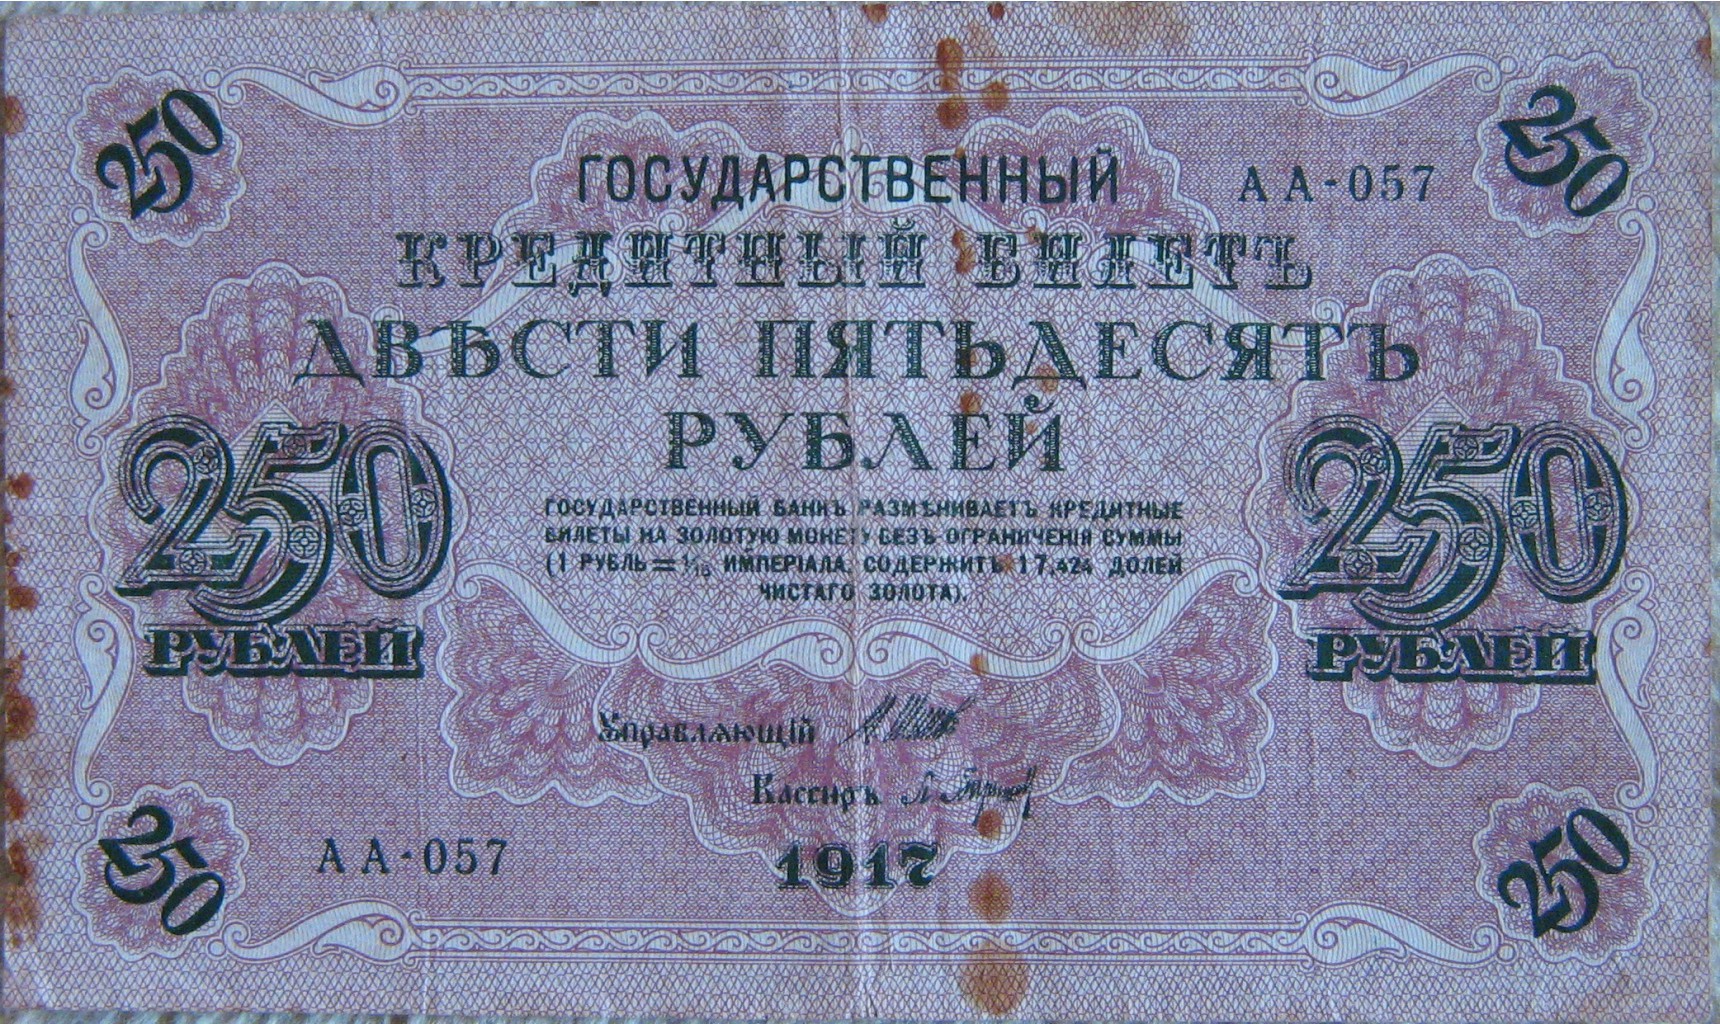 250 250
ГОСУДАРСТВЕННЫЙ АА-057
КРЕДИТНЫЙ БИЛЕТЪ
ДВѢСТИ ПЯТЬДЕСЯТЪ
РУБЛЕЙ
250 250
ГОСУДАРСТВЕННЫЙ БАНКЪ РАЗМѢНИВАЕТЪ КРЕДИТНЫЕ
БИЛЕТЫ НА ЗОЛОТУЮ МОНЕТУ БЕЗЪ ОГРАНИЧЕНІЯ СУММЫ
(1 РУБЛЬ = 1/15 ИМПЕРІАЛА, СОДЕРЖИТЪ 17,424 ДОЛЕЙ
ЧИСТАГО ЗОЛОТА).
РУБЛЕЙ РУБЛЕЙ
Управляющій
Кассиръ
АА-057 1917
250 250